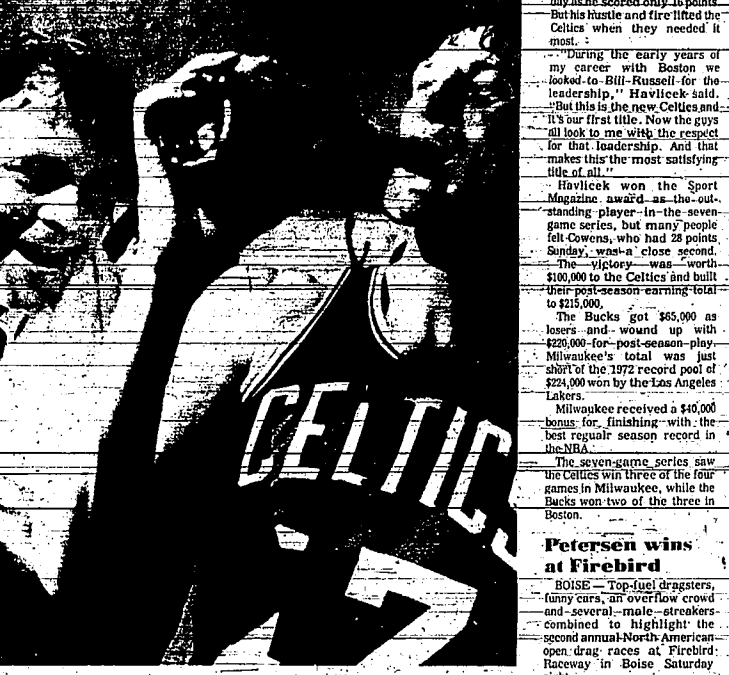 CELTICS
7
day as he scored only 16 points.
But his hustle and fire lifted the
Celtics when they needed it
most.
"During the early years of
my career with Boston we
looked to Bill Russell for the
leadership," Havlicek said.
"But this is the new Celtics and
it's our first title. Now the guys
all look to me with the respect
for that leadership. And that
makes this the most satisfying
title of all."
Havlicek won the Sport
Magazine award as the out-
standing player in the seven-
game series, but many people
felt Cowens, who had 28 points
Sunday, was a close second.
The victory was worth
$100,000 to the Celtics and built
their post-season earning total
to $215,000.
The Bucks got $65,000 as
losers and wound up with
$220,000 for post-season play.
Milwaukee's total was just
short of the 1972 record pool of
$224,000 won by the Los Angeles
Lakers.
Milwaukee received a $40,000
bonus for finishing with the
best regualr season record in
the NBA.
The seven-game series saw
the Celtics win three of the four
games in Milwaukee, while the
Bucks won two of the three in
Boston.
Petersen wins
at Firebird
BOISE — Top-fuel dragsters,
funny cars, an overflow crowd
and several male streakers
combined to highlight the
second annual North American
open drag races at Firebird
Raceway in Boise Saturday